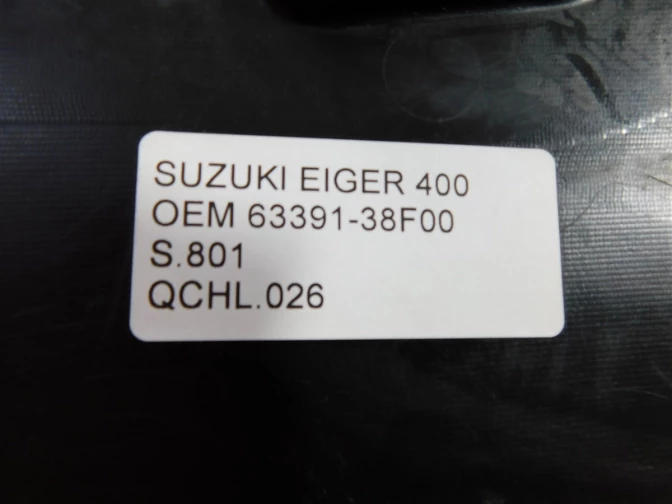 SUZUKI EIGER 400
OEM 63391-38F00
S.801
QCHL.026